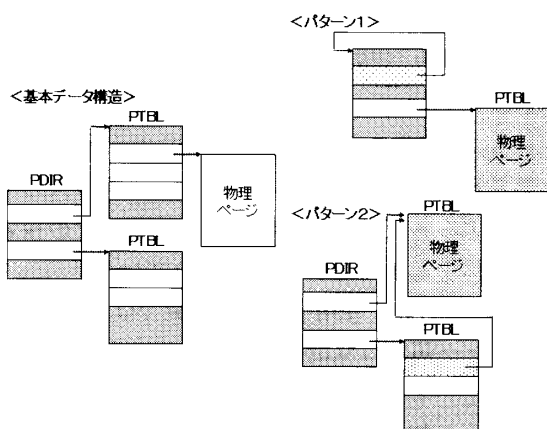 <基本データ構造>
PTBL
PDIR
物理
ページ
PTBL
<パターン1>
PTBL
物理
ページ
<パターン2>
PTBL
物理
ページ
PDIR
PTBL